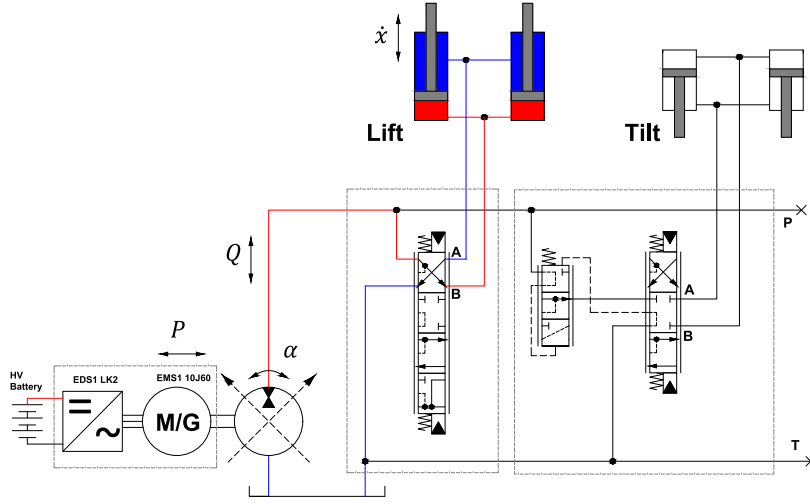 ẋ
Lift
Tilt
P
Q
A
B
A
B
P
α
HV
Battery
EDS1 LK2
EMS1 10J60
M/G
T